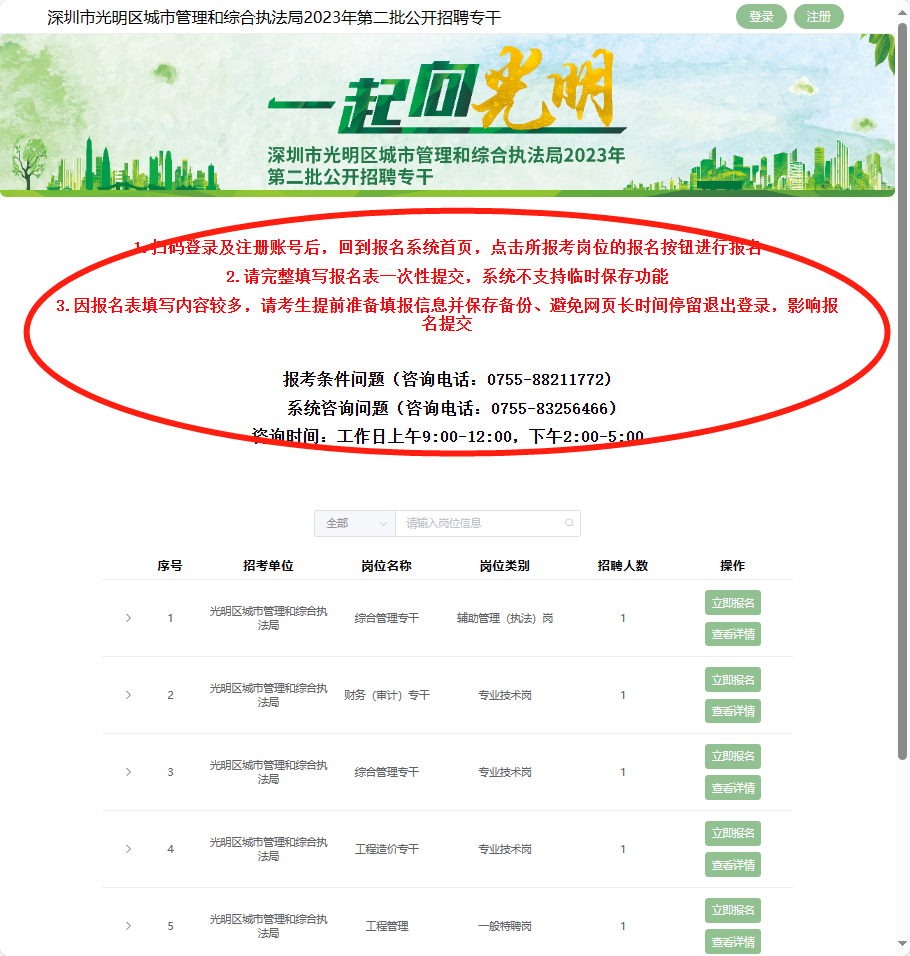 深圳市光明区城市管理和综合执法局2023年第二批公开招聘专干
登录 注册
一起向光明
深圳市光明区城市管理和综合执法局2023年
第二批公开招聘专干
1.扫码登录及注册账号后，回到报名系统首页，点击所报考岗位的报名按钮进行报名
2.请完整填写报名表一次性提交，系统不支持临时保存功能
3.因报名表填写内容较多，请考生提前准备填报信息并保存备份、避免网页长时间停留退出登录，影响报
名提交
报考条件问题（咨询电话：0755-88211772）
系统咨询问题（咨询电话：0755-83256466）
咨询时间：工作日上午9:00-12:00，下午2:00-5:00
全部 请输入岗位信息
序号 招考单位 岗位名称 岗位类别 招聘人数 操作
1 光明区城市管理和综合执 综合管理专干 辅助管理（执法）岗 1 立即报名
法局 查看详情
2 光明区城市管理和综合执 财务（审计）专干 专业技术岗 1 立即报名
法局 查看详情
3 光明区城市管理和综合执 综合管理专干 专业技术岗 1 立即报名
法局 查看详情
4 光明区城市管理和综合执 工程造价专干 专业技术岗 1 立即报名
法局 查看详情
5 光明区城市管理和综合执 工程管理 一般特聘岗 1 立即报名
法局 查看详情